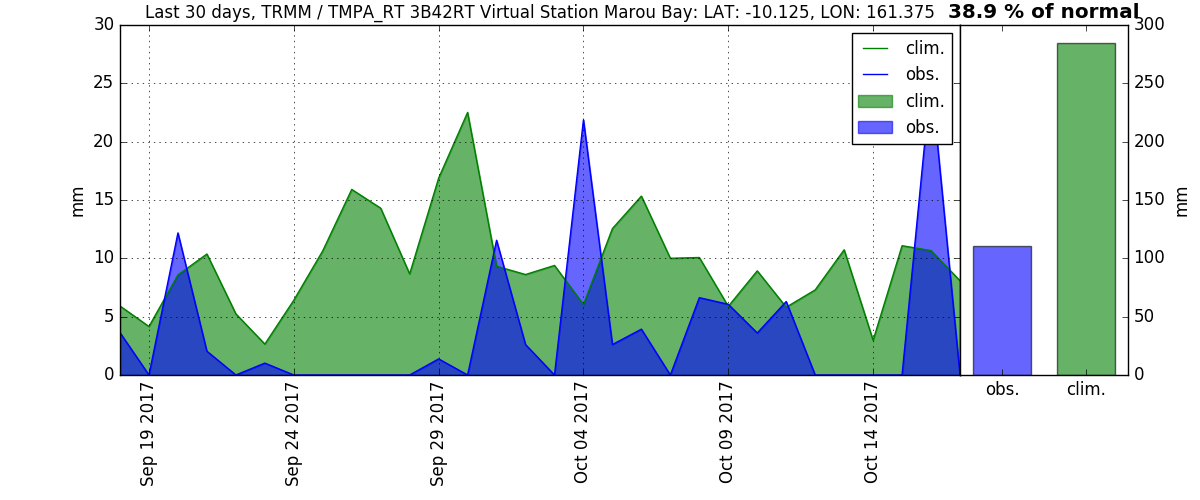 Last 30 days, TRMM / TMPA_RT 3B42RT Virtual Station Marou Bay: LAT: -10.125, LON: 161.375
38.9 % of normal
30
25
20
15
10
5
0
mm
clim.
obs.
clim.
obs.
Sep 19 2017
Sep 24 2017
Sep 29 2017
Oct 04 2017
Oct 09 2017
Oct 14 2017
300
250
200
150
100
50
0
mm
obs.
clim.